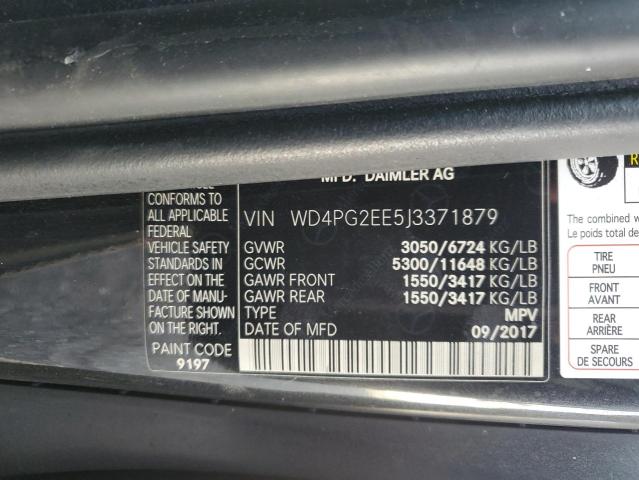 MFD. DAIMLER AG
VEHICLE
CONFORMS TO
ALL APPLICABLE
FEDERAL
VEHICLE SAFETY
STANDARDS IN
EFFECT ON THE
DATE OF MANU-
FACTURE SHOWN
ON THE RIGHT.
PAINT CODE
9197
VIN WD4PG2EE5J3371879
GVWR 3050/6724 KG/LB
GCWR 5300/11648 KG/LB
GAWR FRONT 1550/3417 KG/LB
GAWR REAR 1550/3417 KG/LB
TYPE MPV
DATE OF MFD 09/2017
The combined w
Le poids total de
TIRE
PNEU
FRONT
AVANT
REAR
ARRIÈRE
SPARE
DE SECOURS